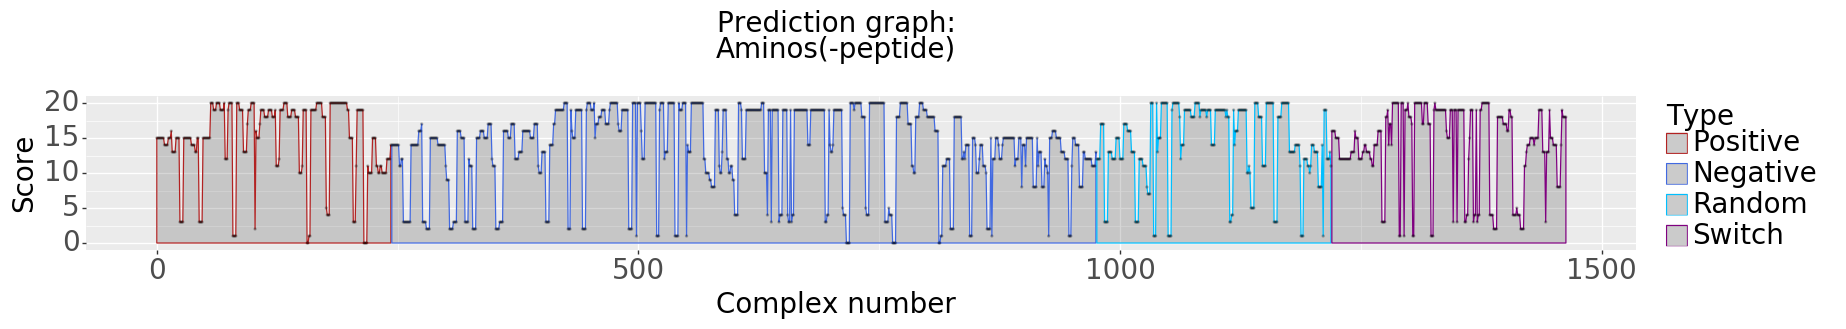 Prediction graph:
Aminos(-peptide)
Score
20
15
10
5
0
0 500 1000 1500
Complex number
Type
Positive
Negative
Random
Switch